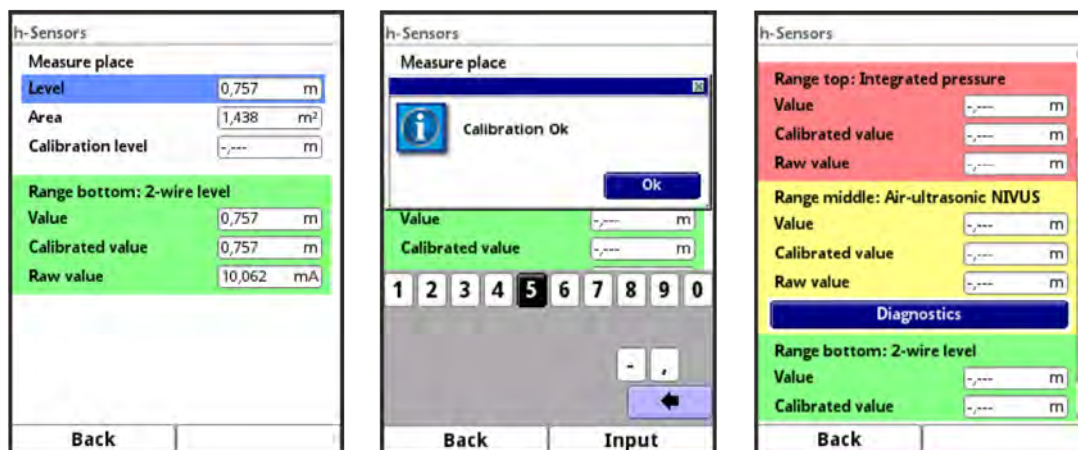 h-Sensors
Measure place
Level 0,757 m
Area 1,438 m²
Calibration level -,--- m
Range bottom: 2-wire level
Value 0,757 m
Calibrated value 0,757 m
Raw value 10,062 mA
Back
h-Sensors
Measure place
Calibration Ok
Ok
Value -,--- m
Calibrated value -,--- m
1 2 3 4 5 6 7 8 9 0
- ,
Back Input
h-Sensors
Range top: Integrated pressure
Value -,--- m
Calibrated value -,--- m
Raw value -,--- m
Range middle: Air-ultrasonic NIVUS
Value -,--- m
Calibrated value -,--- m
Raw value -,--- m
Diagnostics
Range bottom: 2-wire level
Value -,--- m
Calibrated value -,--- m
Back